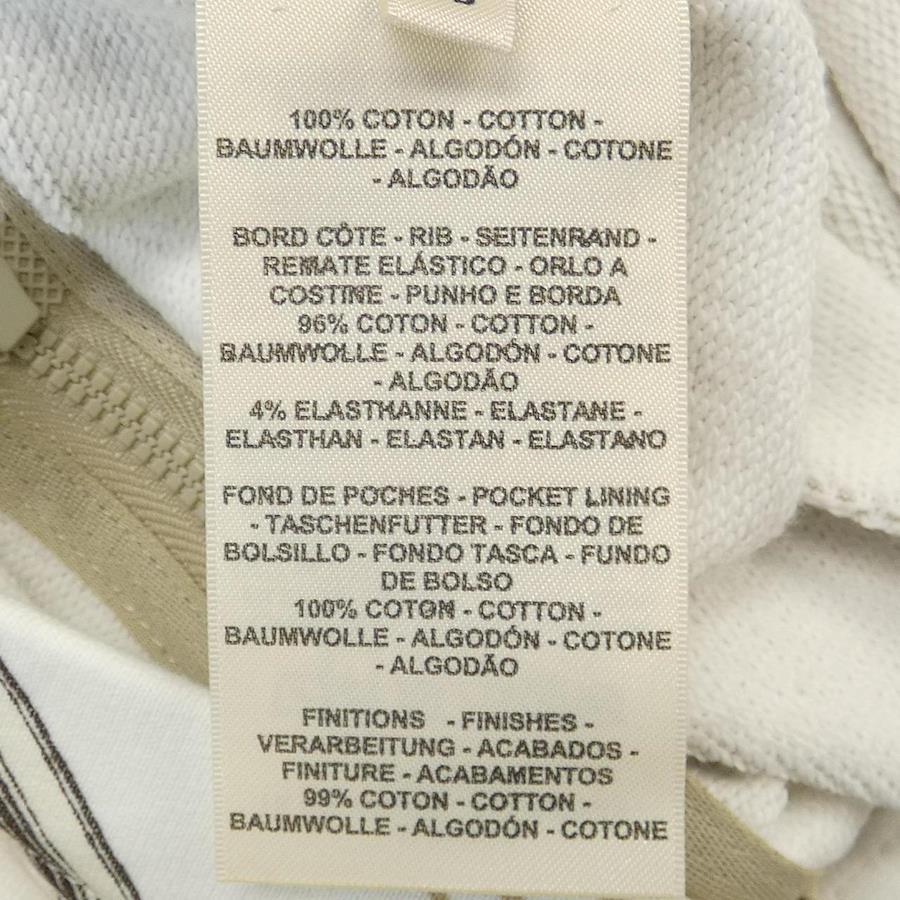 100% COTON - COTTON -
BAUMWOLLE - ALGODÓN - COTONE
- ALGODÃO
BORD CÔTE - RIB - SEITENRAND -
REMATE ELÁSTICO - ORLO A
COSTINE - PUNHO E BORDA
96% COTON - COTTON -
BAUMWOLLE - ALGODÓN - COTONE
- ALGODÃO
4% ELASTHANNE - ELASTANE -
ELASTHAN - ELASTAN - ELASTANO
FOND DE POCHES - POCKET LINING
- TASCHENFUTTER - FONDO DE
BOLSILLO - FONDO TASCA - FUNDO
DE BOLSO
100% COTON - COTTON -
BAUMWOLLE - ALGODÓN - COTONE
- ALGODÃO
FINITIONS - FINISHES -
VERARBEITUNG - ACABADOS -
FINITURE - ACABAMENTOS
99% COTON - COTTON -
BAUMWOLLE - ALGODÓN - COTONE